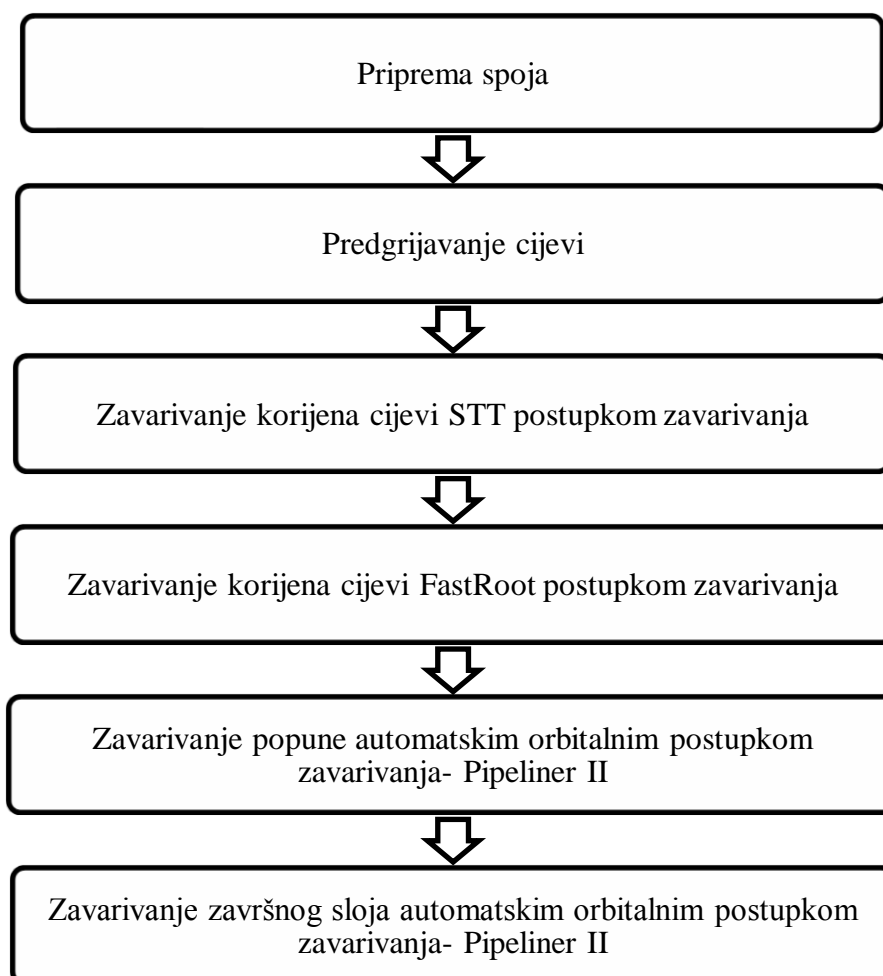 Priprema spoja
Predgrijavanje cijevi
Zavarivanje korijena cijevi STT postupkom zavarivanja
Zavarivanje korijena cijevi FastRoot postupkom zavarivanja
Zavarivanje popune automatskim orbitalnim postupkom
zavarivanja- Pipeliner II
Zavarivanje završnog sloja automatskim orbitalnim postupkom
zavarivanja- Pipeliner II